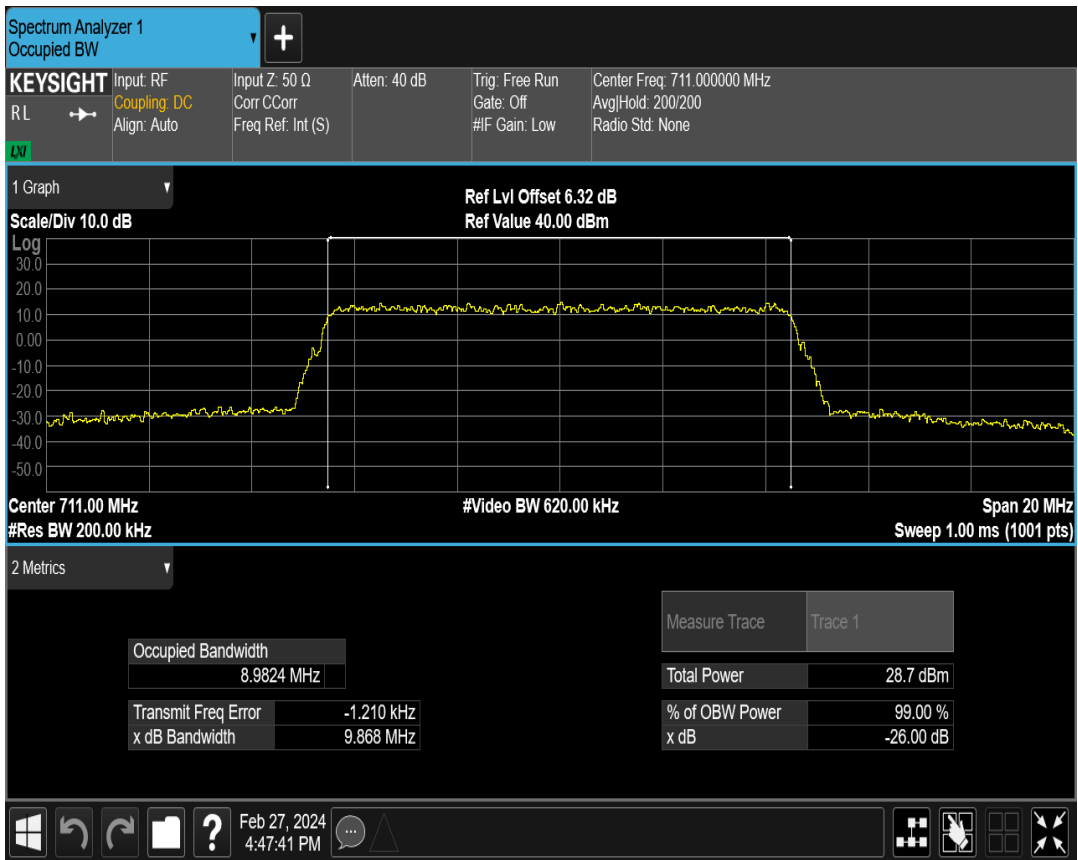 Spectrum Analyzer 1
Occupied BW
+
KEYSIGHT
RL
LXI
Input: RF
Coupling: DC
Align: Auto
Input Z: 50 Ω
Corr CCorr
Freq Ref: Int (S)
Atten: 40 dB
Trig: Free Run
Gate: Off
#IF Gain: Low
Center Freq: 711.000000 MHz
Avg|Hold: 200/200
Radio Std: None
1 Graph
Scale/Div 10.0 dB
Ref Lvl Offset 6.32 dB
Ref Value 40.00 dBm
Log
30.0
20.0
10.0
0.00
-10.0
-20.0
-30.0
-40.0
-50.0
Center 711.00 MHz
#Video BW 620.00 kHz
Span 20 MHz
#Res BW 200.00 kHz
Sweep 1.00 ms (1001 pts)
2 Metrics
Measure Trace Trace 1
Occupied Bandwidth
8.9824 MHz
Total Power 28.7 dBm
Transmit Freq Error -1.210 kHz
% of OBW Power 99.00 %
x dB Bandwidth 9.868 MHz
x dB -26.00 dB
?
Feb 27, 2024
4:47:41 PM